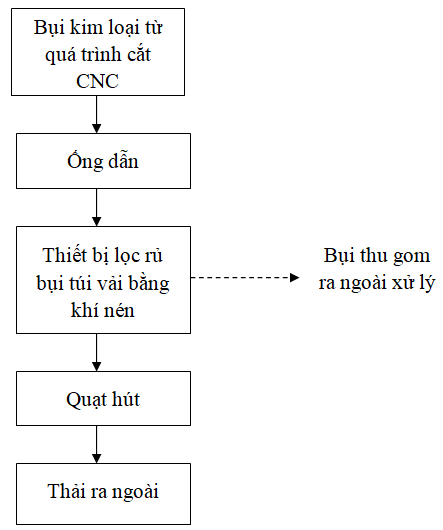 Bụi kim loại từ
quá trình cắt
CNC
Ống dẫn
Thiết bị lọc rủ
bụi túi vải bằng
khí nén
Bụi thu gom
ra ngoài xử lý
Quạt hút
Thải ra ngoài